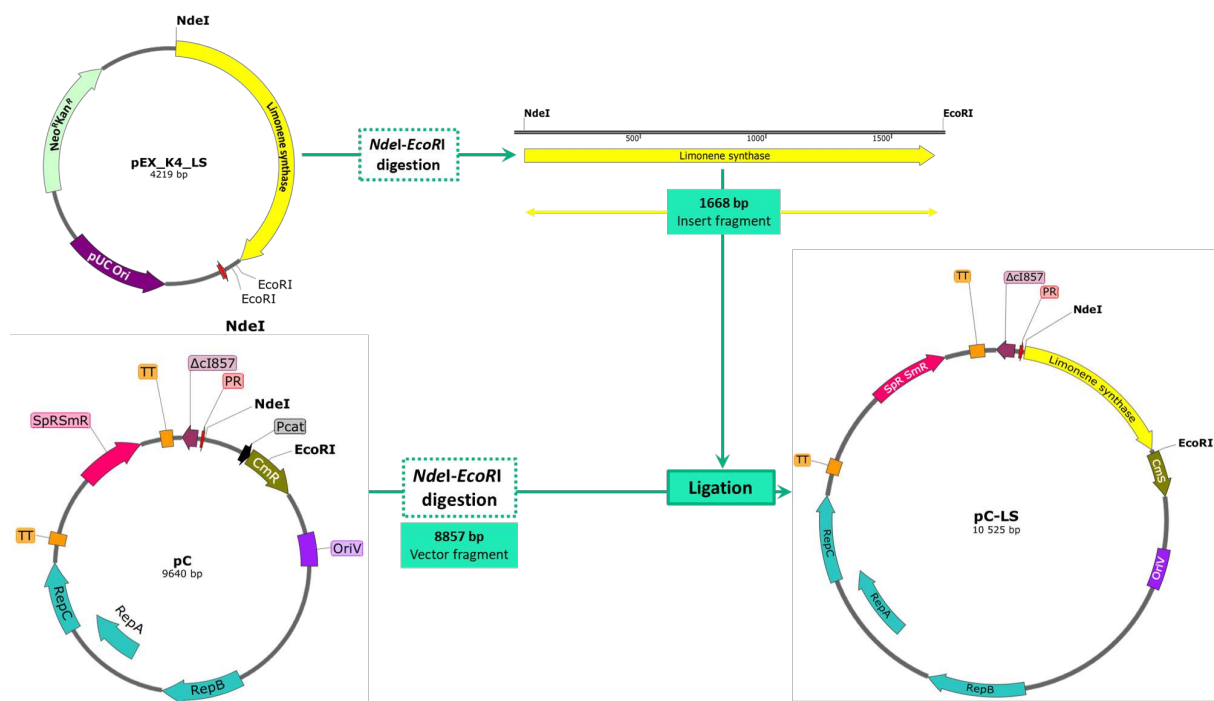 NdeI
Neo^R Kan^R
Limonene synthase
pEX_K4_LS
4219 bp
pUC Ori
EcoRI
EcoRI
NdeI-EcoRI
digestion
NdeI
EcoRI
500
1000
1500
Limonene synthase
1668 bp
Insert fragment
NdeI
TT
ΔcI857
PR
NdeI
Pcat
EcoRI
SpRSmR
CmR
TT
OriV
pC
9640 bp
RepC
RepA
RepB
NdeI-EcoRI
digestion
8857 bp
Vector fragment
Ligation
TT
ΔcI857
PR
NdeI
SpR SmR
Limonene synthase
EcoRI
TT
CmS
pC-LS
10 525 bp
OriV
RepC
RepA
RepB